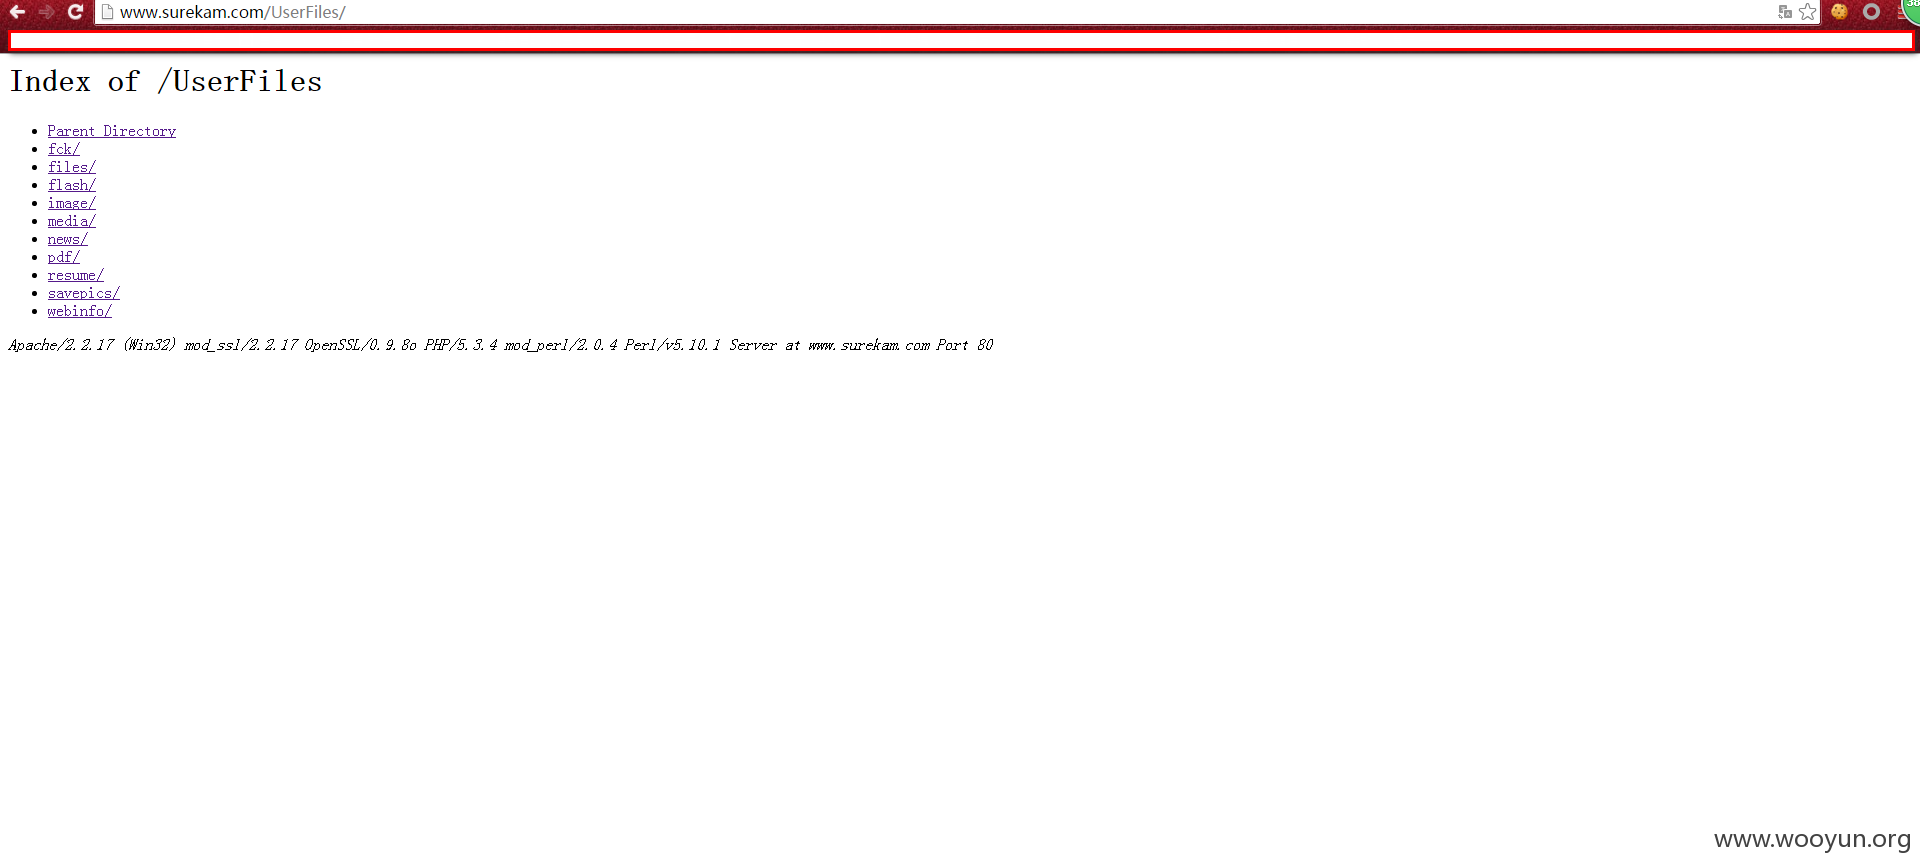 www.surekam.com/UserFiles/
38
Index of /UserFiles
Parent Directory
fck/
files/
flash/
image/
media/
news/
pdf/
resume/
savepics/
webinfo/
Apache/2.2.17 (Win32) mod_ssl/2.2.17 OpenSSL/0.9.8o PHP/5.3.4 mod_perl/2.0.4 Perl/v5.10.1 Server at www.surekam.com Port 80
www.wooyun.org